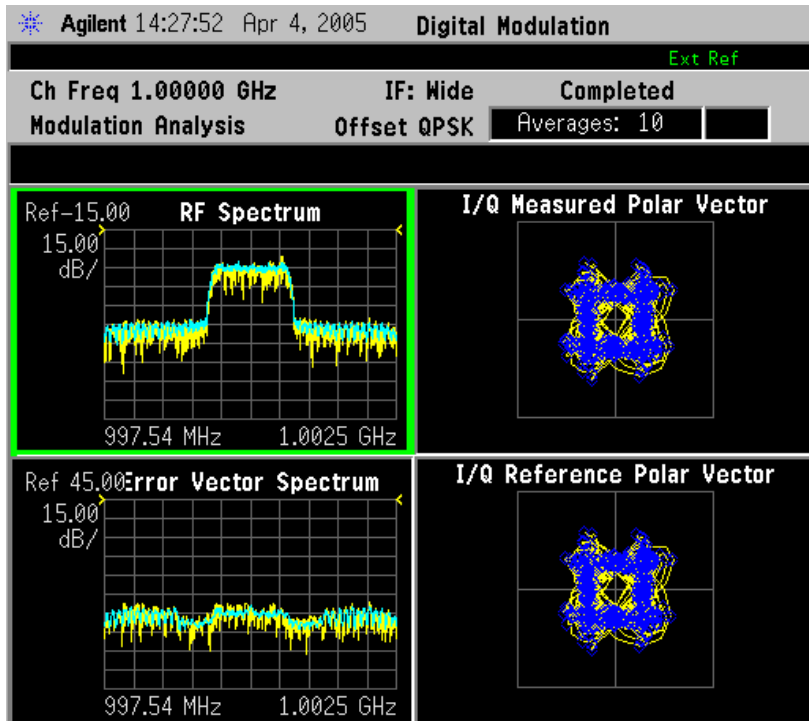 Agilent 14:27:52 Apr 4, 2005 Digital Modulation
Ext Ref
Ch Freq 1.00000 GHz IF: Wide Completed
Modulation Analysis Offset QPSK Averages: 10
Ref-15.00 RF Spectrum
15.00
dB/
997.54 MHz 1.0025 GHz
I/Q Measured Polar Vector
Ref 45.00 Error Vector Spectrum
15.00
dB/
997.54 MHz 1.0025 GHz
I/Q Reference Polar Vector